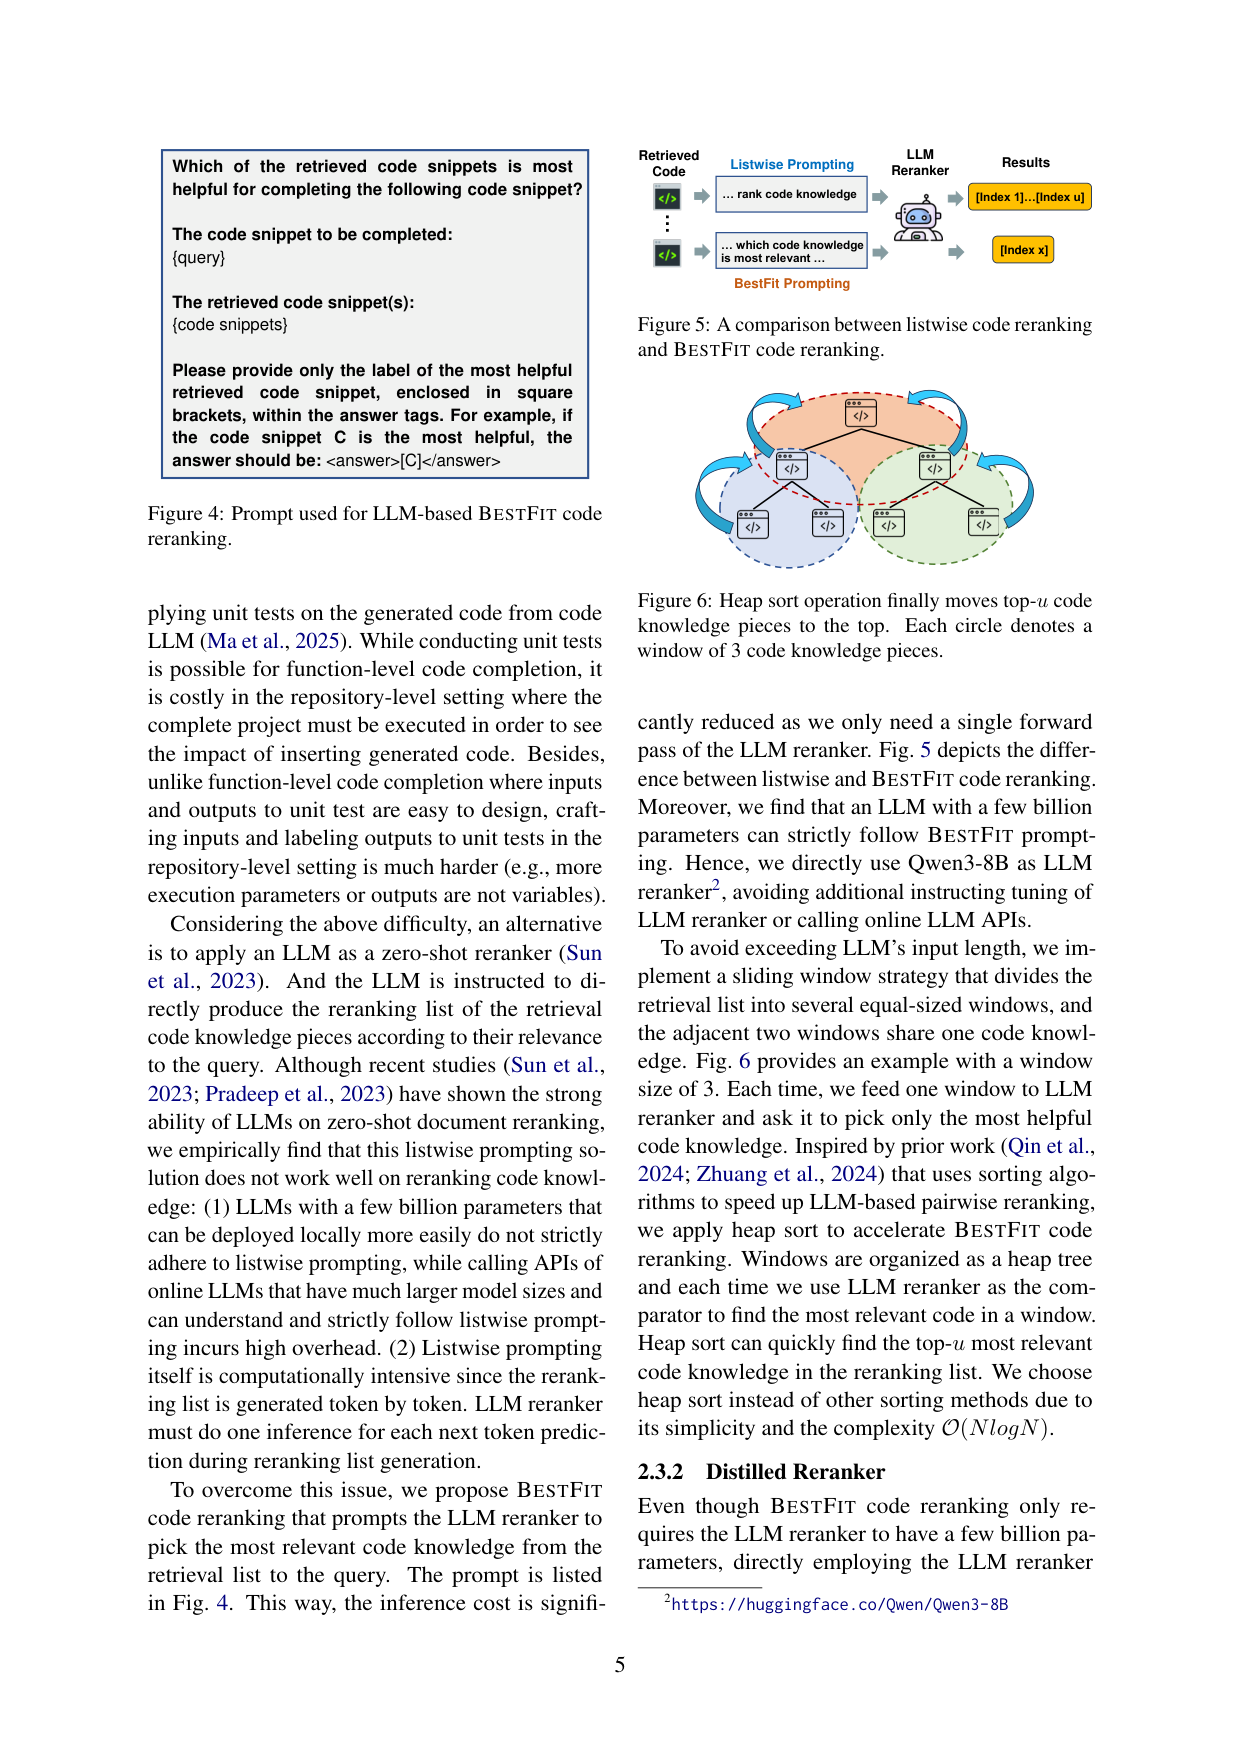 Which of the retrieved code snippets is most
helpful for completing the following code snippet?
The code snippet to be completed:
{query}
The retrieved code snippet(s):
{code snippets}
Please provide only the label of the most helpful
retrieved code snippet, enclosed in square
brackets, within the answer tags. For example, if
the code snippet C is the most helpful, the
answer should be: <answer>[C]</answer>
Figure 4: Prompt used for LLM-based BESTFIT code
reranking.
plying unit tests on the generated code from code
LLM (Ma et al., 2025). While conducting unit tests
is possible for function-level code completion, it
is costly in the repository-level setting where the
complete project must be executed in order to see
the impact of inserting generated code. Besides,
unlike function-level code completion where inputs
and outputs to unit test are easy to design, craft-
ing inputs and labeling outputs to unit tests in the
repository-level setting is much harder (e.g., more
execution parameters or outputs are not variables).
Considering the above difficulty, an alternative
is to apply an LLM as a zero-shot reranker (Sun
et al., 2023). And the LLM is instructed to di-
rectly produce the reranking list of the retrieval
code knowledge pieces according to their relevance
to the query. Although recent studies (Sun et al.,
2023; Pradeep et al., 2023) have shown the strong
ability of LLMs on zero-shot document reranking,
we empirically find that this listwise prompting so-
lution does not work well on reranking code knowl-
edge: (1) LLMs with a few billion parameters that
can be deployed locally more easily do not strictly
adhere to listwise prompting, while calling APIs of
online LLMs that have much larger model sizes and
can understand and strictly follow listwise prompt-
ing incurs high overhead. (2) Listwise prompting
itself is computationally intensive since the rerank-
ing list is generated token by token. LLM reranker
must do one inference for each next token predic-
tion during reranking list generation.
To overcome this issue, we propose BESTFIT
code reranking that prompts the LLM reranker to
pick the most relevant code knowledge from the
retrieval list to the query. The prompt is listed
in Fig. 4. This way, the inference cost is signifi-
Retrieved
Code
Listwise Prompting
LLM
Reranker
Results
</>
... rank code knowledge
[Index 1]...[Index u]
</>
... which code knowledge
is most relevant ...
[Index x]
BestFit Prompting
Figure 5: A comparison between listwise code reranking
and BESTFIT code reranking.
</>
</>
</>
</>
</>
</>
</>
Figure 6: Heap sort operation finally moves top-u code
knowledge pieces to the top. Each circle denotes a
window of 3 code knowledge pieces.
cantly reduced as we only need a single forward
pass of the LLM reranker. Fig. 5 depicts the differ-
ence between listwise and BESTFIT code reranking.
Moreover, we find that an LLM with a few billion
parameters can strictly follow BESTFIT prompt-
ing. Hence, we directly use Qwen3-8B as LLM
reranker2, avoiding additional instructing tuning of
LLM reranker or calling online LLM APIs.
To avoid exceeding LLM's input length, we im-
plement a sliding window strategy that divides the
retrieval list into several equal-sized windows, and
the adjacent two windows share one code knowl-
edge. Fig. 6 provides an example with a window
size of 3. Each time, we feed one window to LLM
reranker and ask it to pick only the most helpful
code knowledge. Inspired by prior work (Qin et al.,
2024; Zhuang et al., 2024) that uses sorting algo-
rithms to speed up LLM-based pairwise reranking,
we apply heap sort to accelerate BESTFIT code
reranking. Windows are organized as a heap tree
and each time we use LLM reranker as the com-
parator to find the most relevant code in a window.
Heap sort can quickly find the top-u most relevant
code knowledge in the reranking list. We choose
heap sort instead of other sorting methods due to
its simplicity and the complexity O(NlogN).
2.3.2 Distilled Reranker
Even though BESTFIT code reranking only re-
quires the LLM reranker to have a few billion pa-
rameters, directly employing the LLM reranker
2https://huggingface.co/Qwen/Qwen3-8B
5